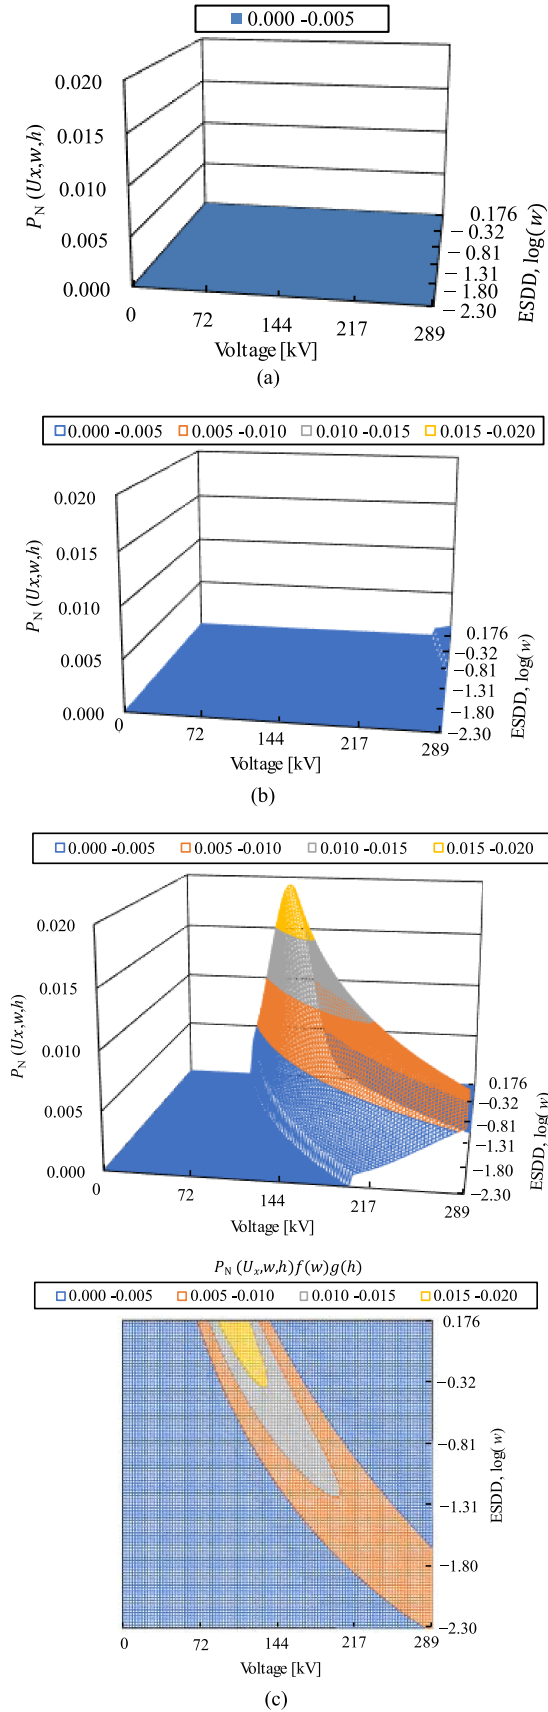 0.000 -0.005
0.020
0.015
0.010
0.005
0.000
P_N (Ux,w,h)
0.176
−0.32
−0.81
−1.31
−1.80
−2.30
ESDD, log(w)
0 72 144 217 289
Voltage [kV]
(a)
0.000 -0.005 0.005 -0.010 0.010 -0.015 0.015 -0.020
0.020
0.015
0.010
0.005
0.000
P_N (Ux,w,h)
0.176
−0.32
−0.81
−1.31
−1.80
−2.30
ESDD, log(w)
0 72 144 217 289
Voltage [kV]
(b)
0.000 -0.005 0.005 -0.010 0.010 -0.015 0.015 -0.020
0.020
0.015
0.010
0.005
0.000
P_N (Ux,w,h)
0.176
−0.32
−0.81
−1.31
−1.80
−2.30
ESDD, log(w)
0 72 144 217 289
Voltage [kV]
P_N (U_x,w,h)f(w)g(h)
0.000 -0.005 0.005 -0.010 0.010 -0.015 0.015 -0.020
0.176
−0.32
−0.81
−1.31
−1.80
−2.30
ESDD, log(w)
0 72 144 217 289
Voltage [kV]
(c)